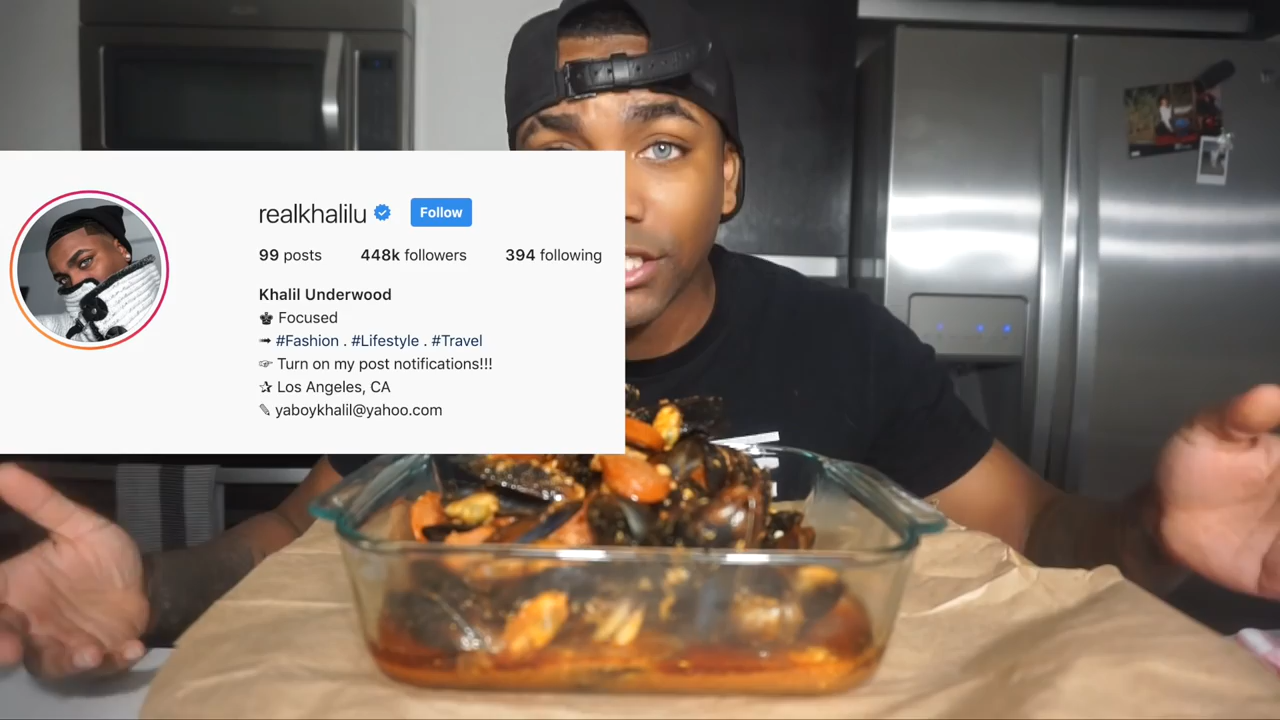 realkhalilu Follow
99 posts 448k followers 394 following
Khalil Underwood
♚ Focused
➟ #Fashion . #Lifestyle . #Travel
☞ Turn on my post notifications!!!
✰ Los Angeles, CA
✎ yaboykhalil@yahoo.com